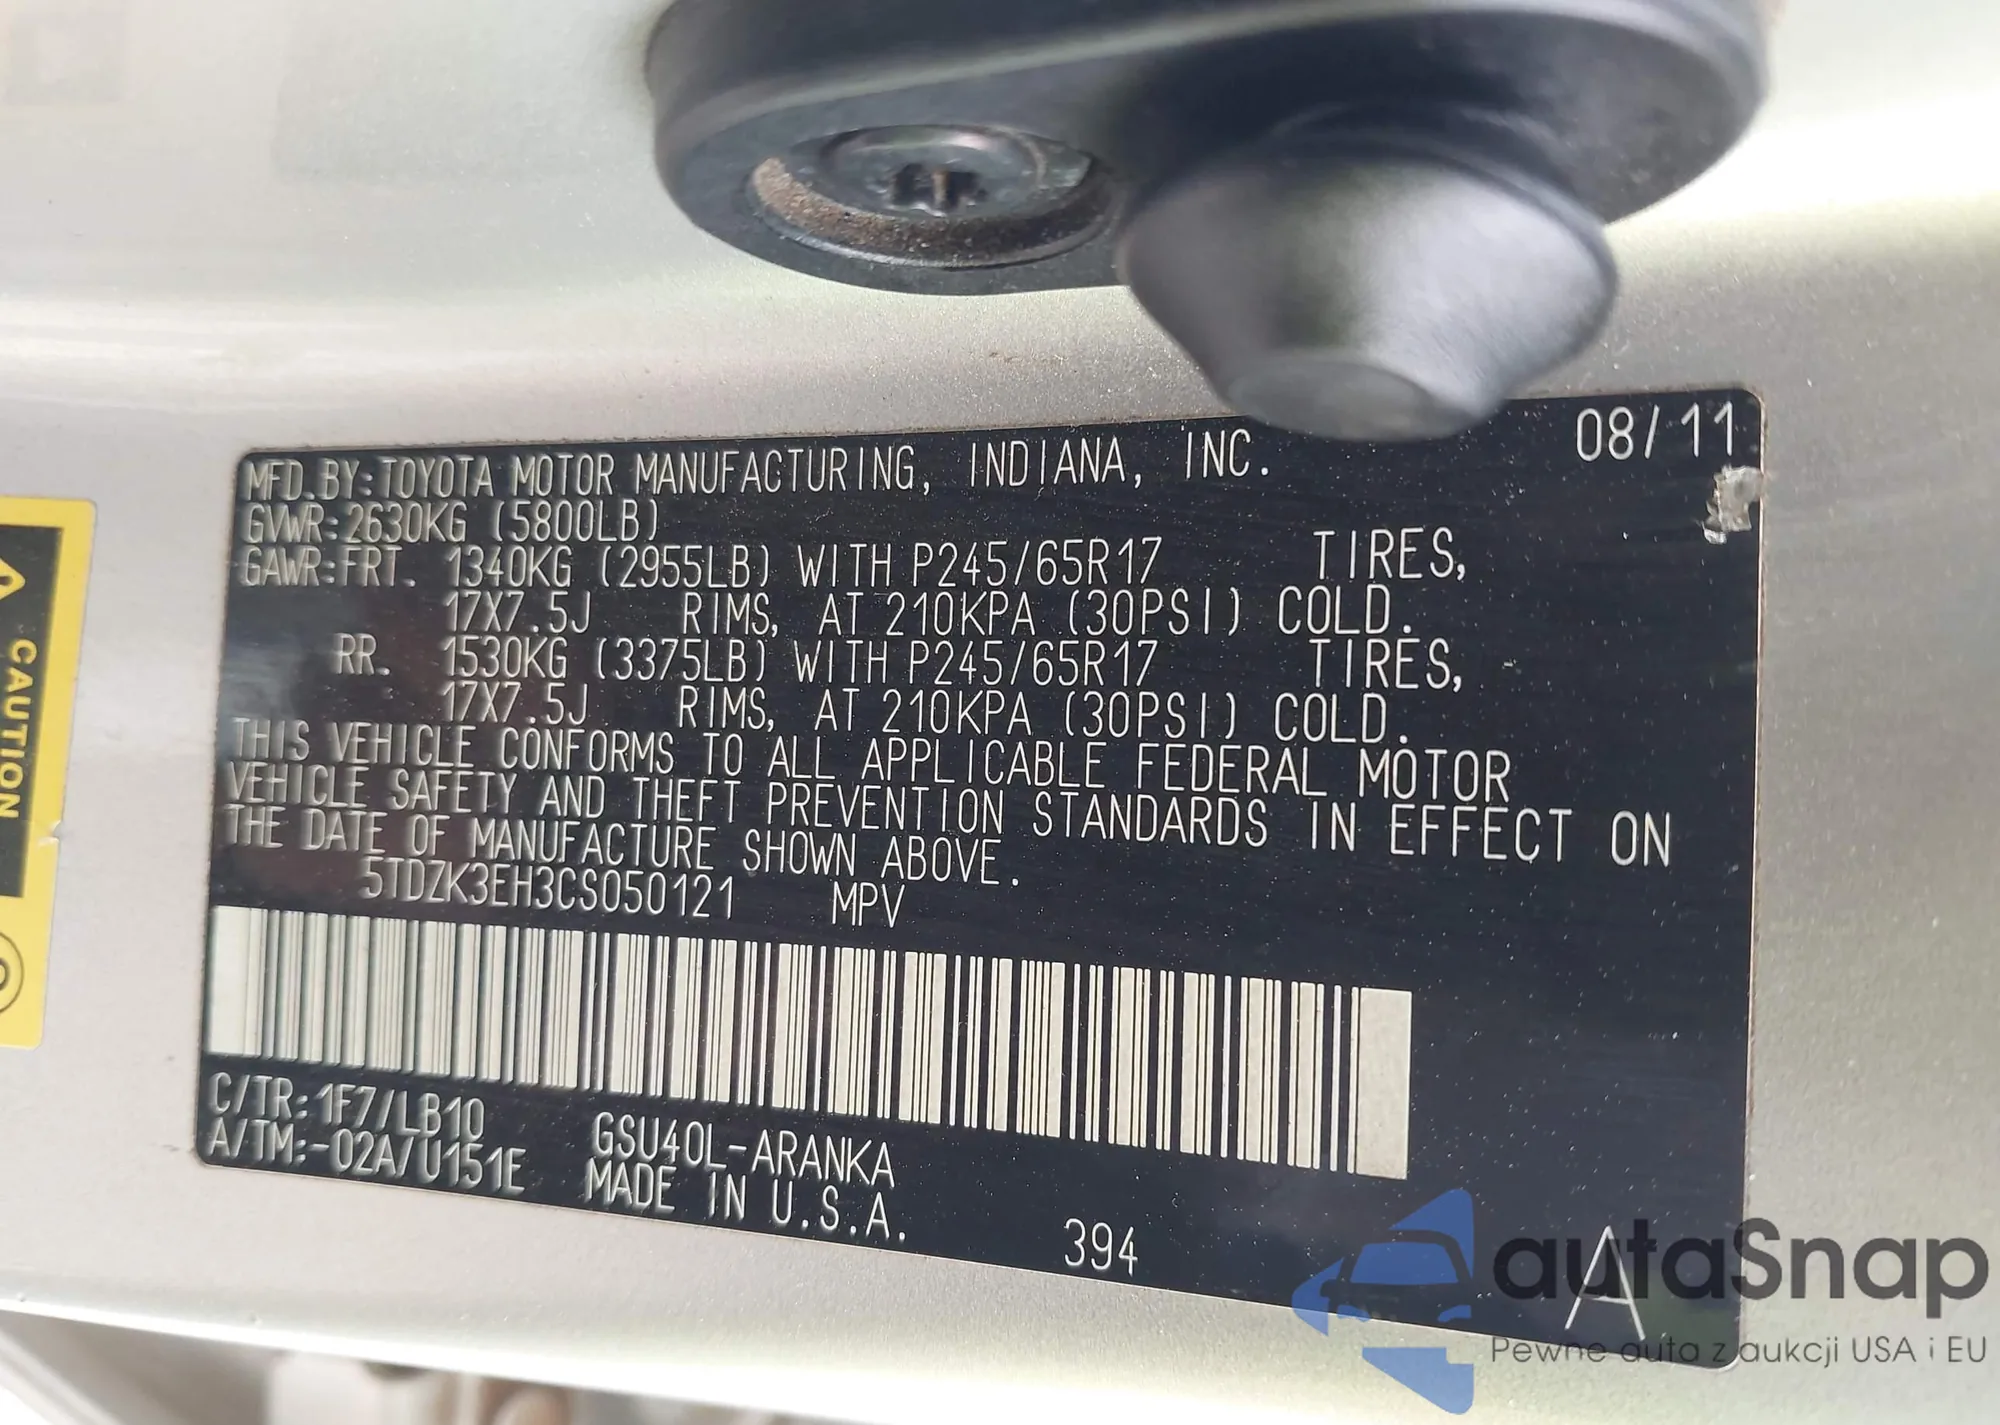 08/11
MFD.BY:TOYOTA MOTOR MANUFACTURING, INDIANA, INC.
GVWR:2630KG (5800LB)
GAWR:FRT. 1340KG (2955LB) WITH P245/65R17 TIRES,
17X7.5J RIMS, AT 210KPA (30PSI) COLD.
RR. 1530KG (3375LB) WITH P245/65R17 TIRES,
17X7.5J RIMS, AT 210KPA (30PSI) COLD.
THIS VEHICLE CONFORMS TO ALL APPLICABLE FEDERAL MOTOR
VEHICLE SAFETY AND THEFT PREVENTION STANDARDS IN EFFECT ON
THE DATE OF MANUFACTURE SHOWN ABOVE.
5TDZK3EH3CS050121 MPV
C/TR:1F7/LB10 GSU40L-ARANKA
A/TM:-02A/U151E MADE IN U.S.A.
394
A
CAUTION
autaSnap
Pewne auta z aukcji USA i EU